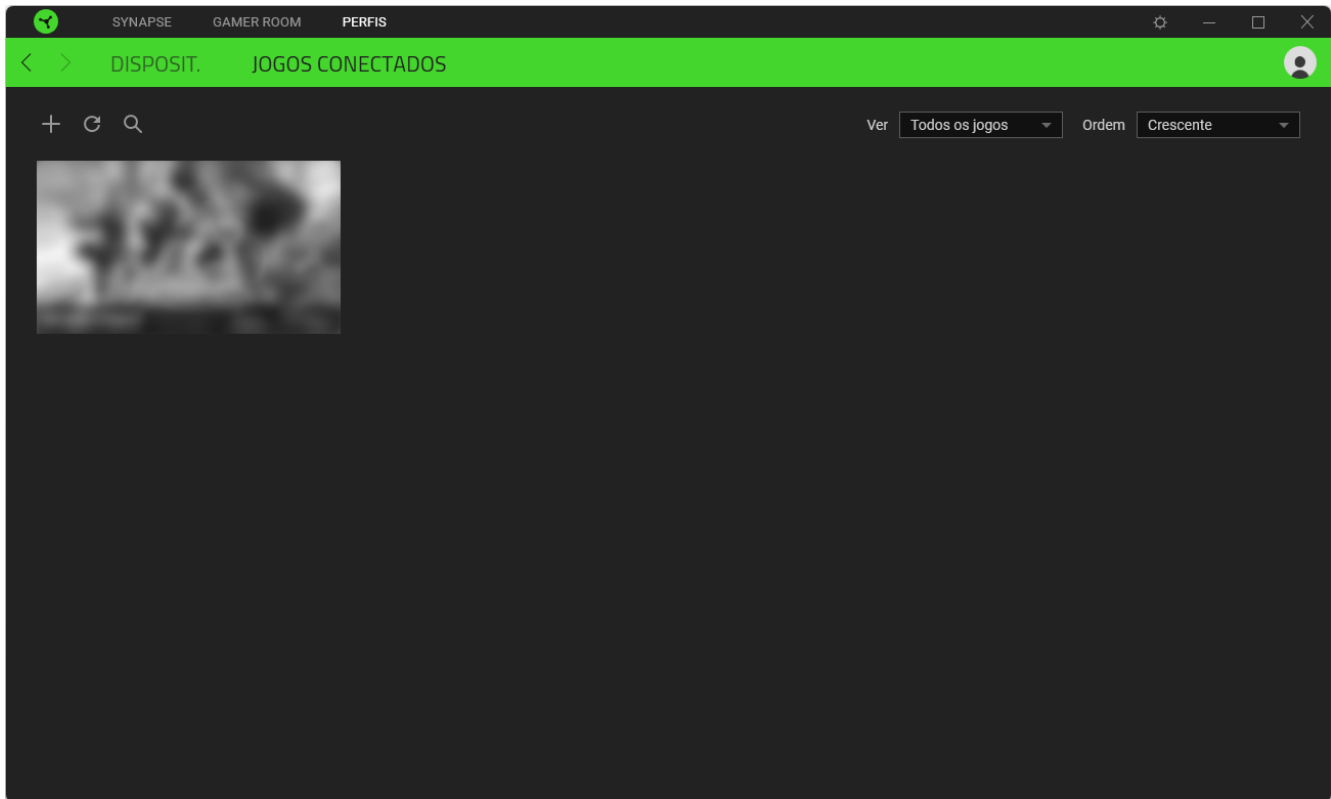 SYNAPSE GAMER ROOM PERFIS
DISPOSIT. JOGOS CONECTADOS
Ver Todos os jogos Ordem Crescente